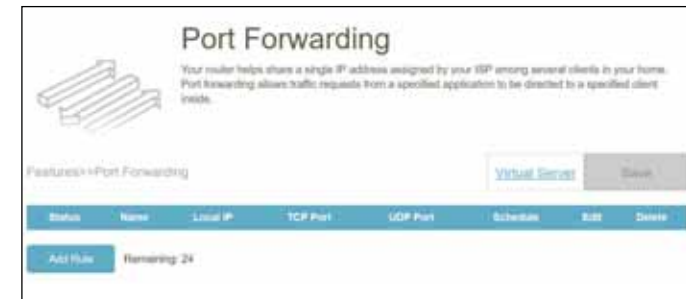 Port Forwarding
Your router helps share a single IP address assigned by your ISP among several clients in your home.
Port forwarding allows traffic requests from a specified application to be directed to a specified client
inside.
Features>>Port Forwarding
Virtual Server
Save
Status Name Local IP TCP Port UDP Port Schedule Edit Delete
Add Rule
Remaining: 24